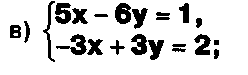 в) { 5x - 6y = 1,
-3x + 3y = 2;